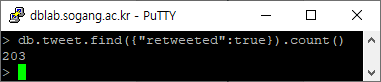 dblab.sogang.ac.kr - PuTTY
> db.tweet.find({"retweeted":true}).count()
203
>